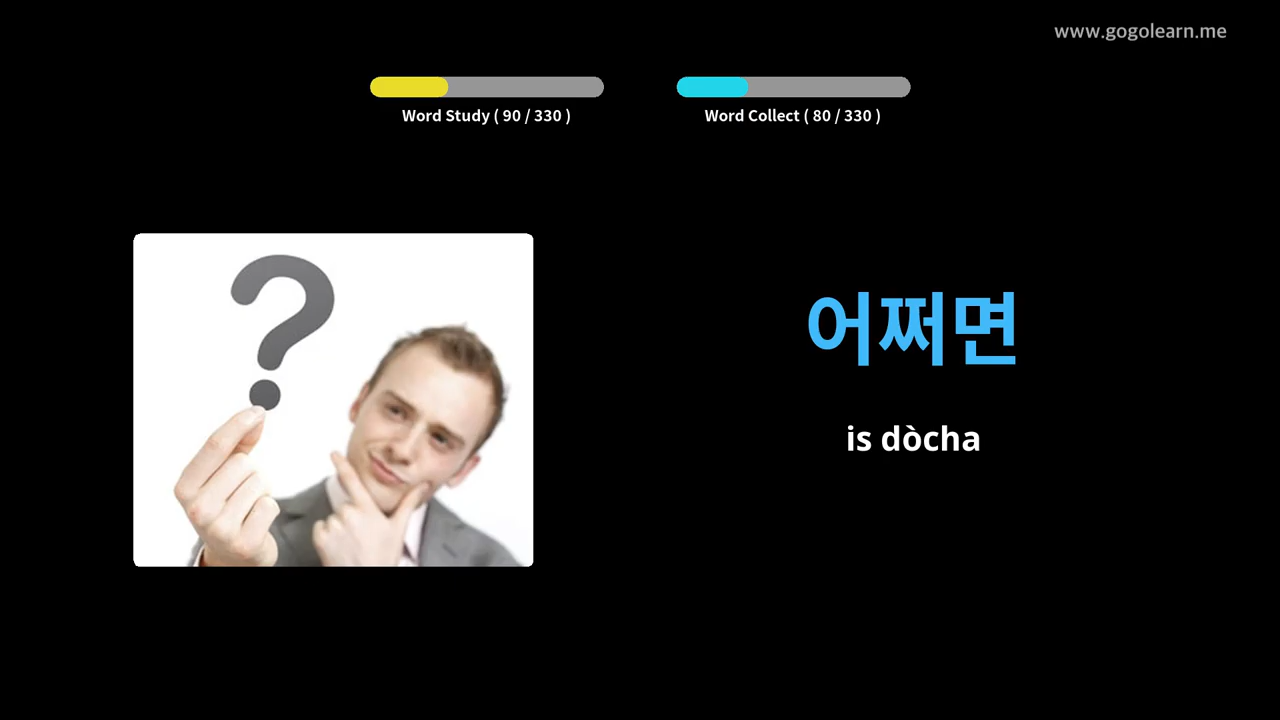 www.gogolearn.me
Word Study ( 90 / 330 )
Word Collect ( 80 / 330 )
?
어쩌면
is dòcha